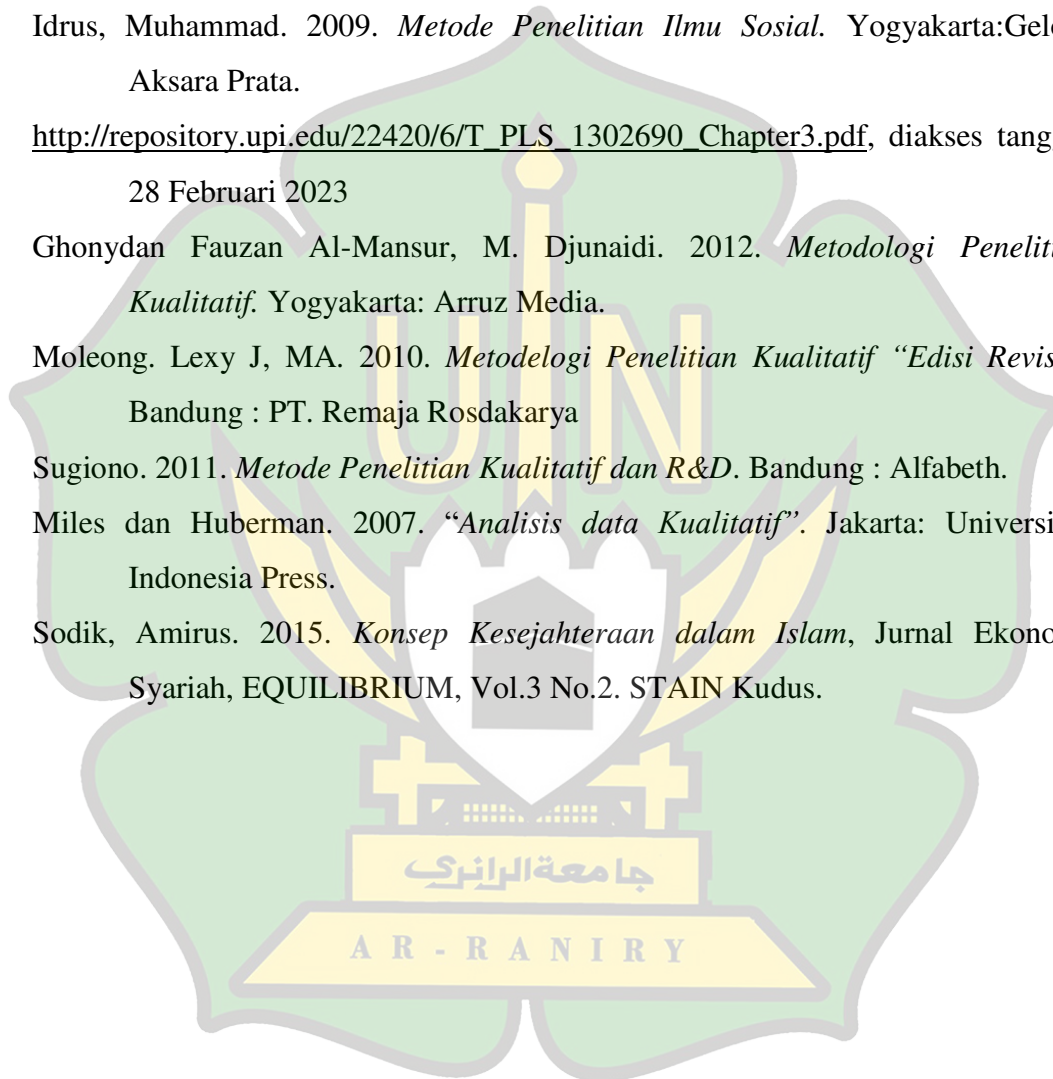 Idrus, Muhammad. 2009. Metode Penelitian Ilmu Sosial. Yogyakarta:Gelo
Aksara Prata.
http://repository.upi.edu/22420/6/T_PLS_1302690_Chapter3.pdf, diakses tang
28 Februari 2023
Ghonydan Fauzan Al-Mansur, M. Djunaidi. 2012. Metodologi Penelit
Kualitatif. Yogyakarta: Arruz Media.
Moleong. Lexy J, MA. 2010. Metodelogi Penelitian Kualitatif “Edisi Revis
Bandung : PT. Remaja Rosdakarya
Sugiono. 2011. Metode Penelitian Kualitatif dan R&D. Bandung : Alfabeth.
Miles dan Huberman. 2007. “Analisis data Kualitatif”. Jakarta: Universi
Indonesia Press.
Sodik, Amirus. 2015. Konsep Kesejahteraan dalam Islam, Jurnal Ekono
Syariah, EQUILIBRIUM, Vol.3 No.2. STAIN Kudus.
UIN
جامعة الرانري
AR-RANIRY